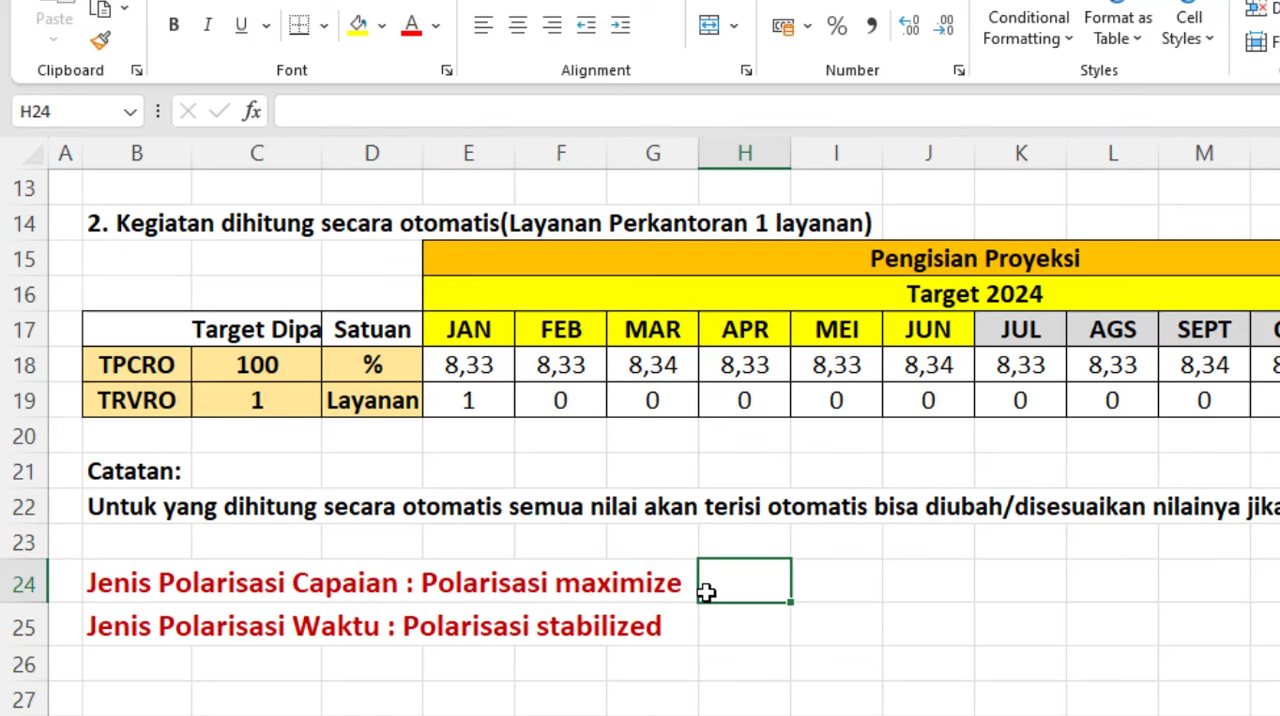 Paste
B I U A % ,
Conditional Formatting
Format as Table
Cell Styles
Clipboard Font Alignment Number Styles
H24 fx
A B C D E F G H I J K L M
13
14 2. Kegiatan dihitung secara otomatis(Layanan Perkantoran 1 layanan)
15 Pengisian Proyeksi
16 Target 2024
17 Target Dipa Satuan JAN FEB MAR APR MEI JUN JUL AGS SEPT
18 TPCRO 100 % 8,33 8,33 8,34 8,33 8,33 8,34 8,33 8,33 8,34
19 TRVRO 1 Layanan 1 0 0 0 0 0 0 0 0
20
21 Catatan:
22 Untuk yang dihitung secara otomatis semua nilai akan terisi otomatis bisa diubah/disesuaikan nilainya jika
23
24 Jenis Polarisasi Capaian : Polarisasi maximize
25 Jenis Polarisasi Waktu : Polarisasi stabilized
26
27